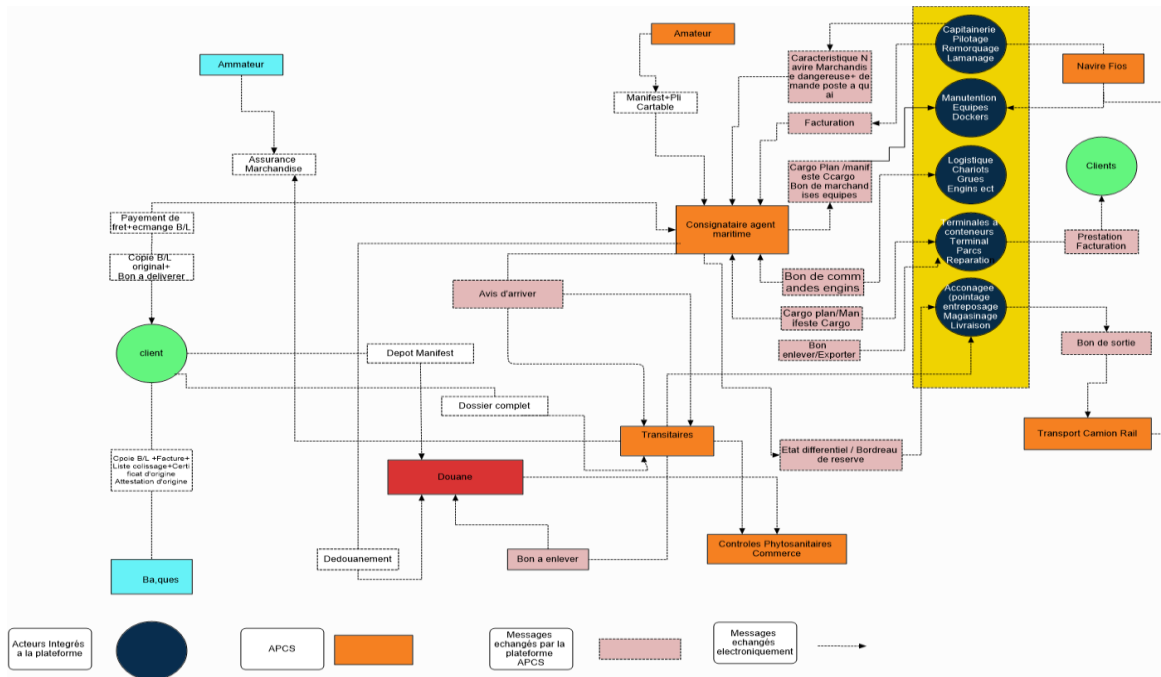 Ammateur
Assurance
Marchandise
Payement de
fret+ecmange B/L
Copie B/L
original+
Bon a deliverer
client
Cpoie B/L +Facture+
Liste colissage+Certi
ficat d'origine
Attestation d'origine
Ba,ques
Amateur
Manifest+Pli
Cartable
Consignataire agent
maritime
Avis d'arriver
Depot Manifest
Dossier complet
Transitaires
Douane
Dedouanement
Bon a enlever
Controles Phytosanitaires
Commerce
Caracteristique N
avire Marchandis
e dangereuse+ de
mande poste a qu
ai
Facturation
Cargo Plan /manif
este Ccargo
Bon de marchand
ises equipes
Bon de comm
andes engins
Cargo plan/Man
ifeste Cargo
Bon
enlever/Exporter
Etat differentiel / Bordreau
de reserve
Capitainerie
Pilotage
Remorquage
Lamanage
Manutention
Equipes
Dockers
Logistique
Chariots
Grues
Engins ect
Terminales a
conteneurs
Terminal
Parcs
Reparatio
Acconagee
(pointage
entreposage
Magasinage
Livraison
Navire Fios
Clients
Prestation
Facturation
Bon de sortie
Transport Camion Rail
Acteurs Integrés
a la plateforme
APCS
Messages
echangés par la
plateforme
APCS
Messages
echangés
electroniquement